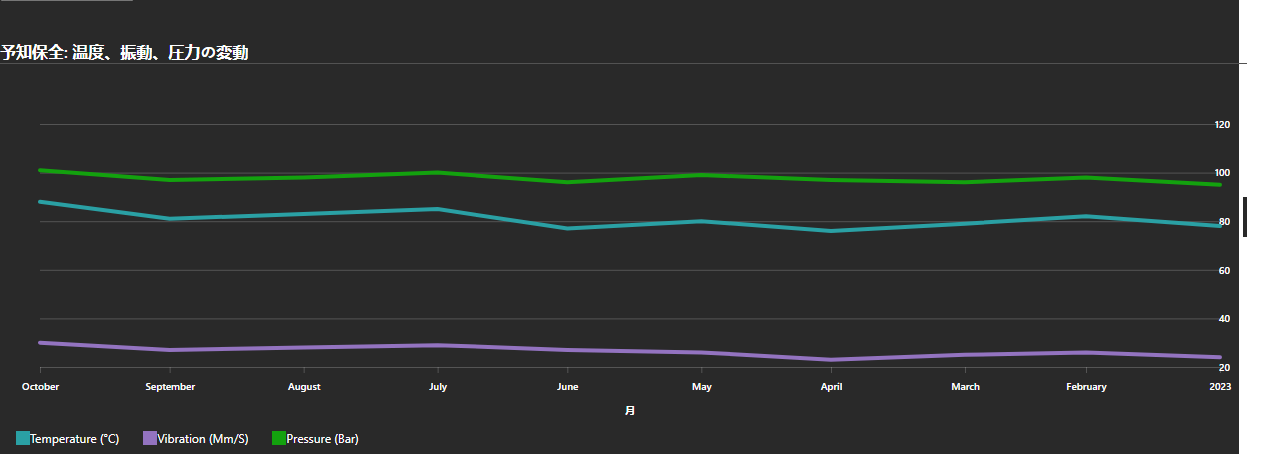 予知保全: 温度、振動、圧力の変動
120
100
80
60
40
20
October September August July June May April March February 2023
月
Temperature (°C) Vibration (Mm/S) Pressure (Bar)